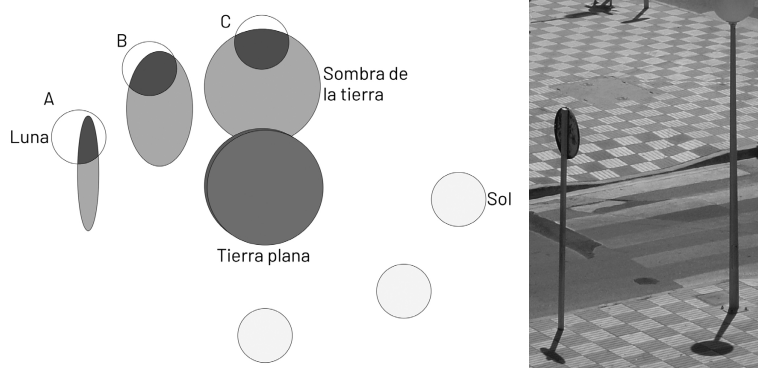 C
B
A
Luna
Sombra de
la tierra
Sol
Tierra plana